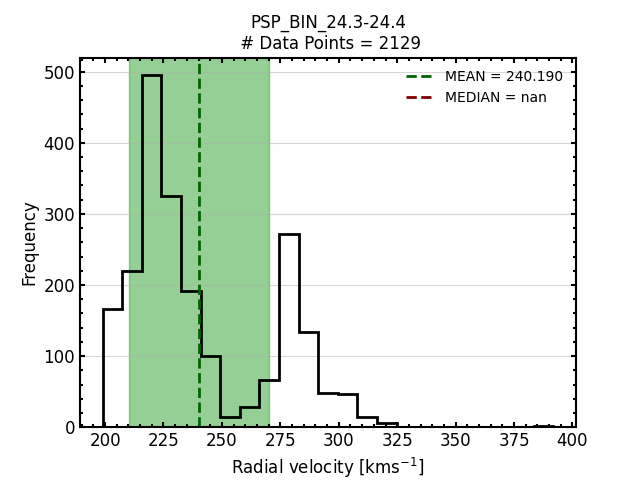 PSP_BIN_24.3-24.4
# Data Points = 2129
MEAN = 240.190
MEDIAN = nan
Frequency
500
400
300
200
100
0
200 225 250 275 300 325 350 375 400
Radial velocity [kms⁻¹]